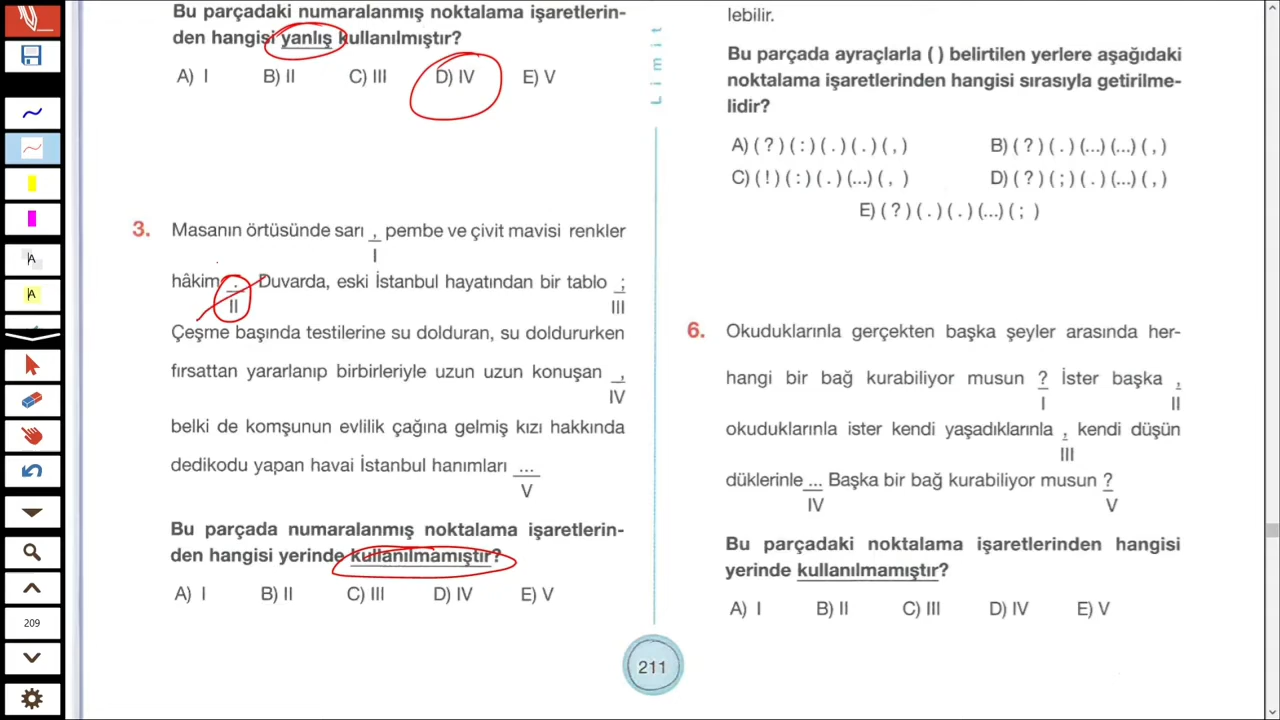 Bu parçadaki numaralanmış noktalama işaretlerin-
den hangisi yanlış kullanılmıştır?
A) I B) II C) III D) IV E) V
3. Masanın örtüsünde sarı , pembe ve çivit mavisi renkler
I
hâkim . Duvarda, eski İstanbul hayatından bir tablo ;
II III
Çeşme başında testilerine su dolduran, su doldururken
fırsattan yararlanıp birbirleriyle uzun uzun konuşan ,
IV
belki de komşunun evlilik çağına gelmiş kızı hakkında
dedikodu yapan havai İstanbul hanımları ...
V
Bu parçada numaralanmış noktalama işaretlerin-
den hangisi yerinde kullanılmamıştır?
A) I B) II C) III D) IV E) V
Limit
211
lebilir.
Bu parçada ayraçlarla ( ) belirtilen yerlere aşağıdaki
noktalama işaretlerinden hangisi sırasıyla getirilme-
lidir?
A) ( ? ) ( : ) ( . ) ( . ) ( , ) B) ( ? ) ( . ) (...) (...) ( , )
C) ( ! ) ( : ) ( . ) (...) ( , ) D) ( ? ) ( ; ) ( . ) (...) ( , )
E) ( ? ) ( . ) ( . ) (...) ( ; )
6. Okuduklarınla gerçekten başka şeyler arasında her-
hangi bir bağ kurabiliyor musun ? İster başka ,
I II
okuduklarınla ister kendi yaşadıklarınla , kendi düşün
III
düklerinle ... Başka bir bağ kurabiliyor musun ?
IV V
Bu parçadaki noktalama işaretlerinden hangisi
yerinde kullanılmamıştır?
A) I B) II C) III D) IV E) V
A
A
209